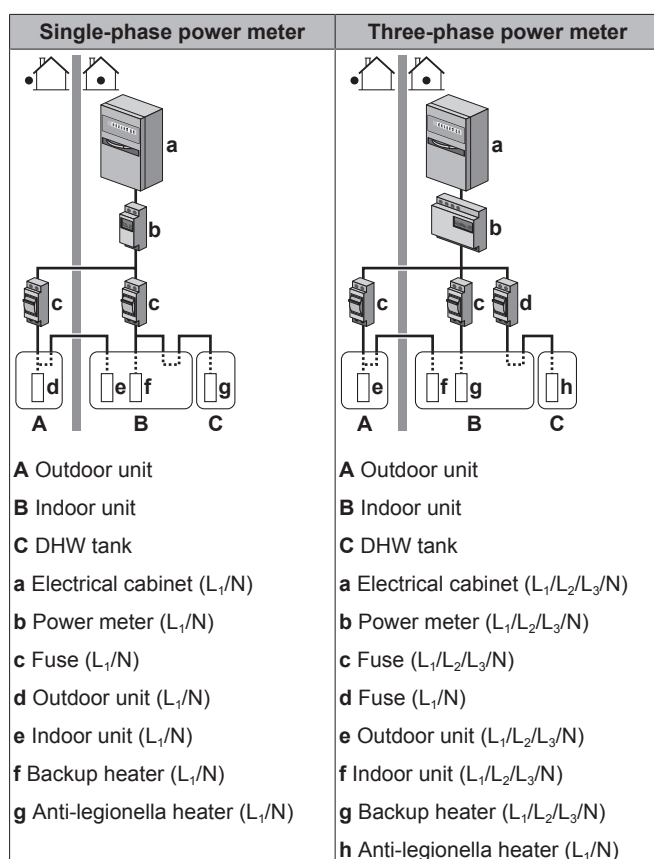 Single-phase power meter
Three-phase power meter
a
b
c
c
d
e
f
g
A
B
C
a
b
c
c
d
e
f
g
h
A
B
C
A Outdoor unit
B Indoor unit
C DHW tank
a Electrical cabinet (L₁/N)
b Power meter (L₁/N)
c Fuse (L₁/N)
d Outdoor unit (L₁/N)
e Indoor unit (L₁/N)
f Backup heater (L₁/N)
g Anti-legionella heater (L₁/N)
A Outdoor unit
B Indoor unit
C DHW tank
a Electrical cabinet (L₁/L₂/L₃/N)
b Power meter (L₁/L₂/L₃/N)
c Fuse (L₁/L₂/L₃/N)
d Fuse (L₁/N)
e Outdoor unit (L₁/L₂/L₃/N)
f Indoor unit (L₁/L₂/L₃/N)
g Backup heater (L₁/L₂/L₃/N)
h Anti-legionella heater (L₁/N)